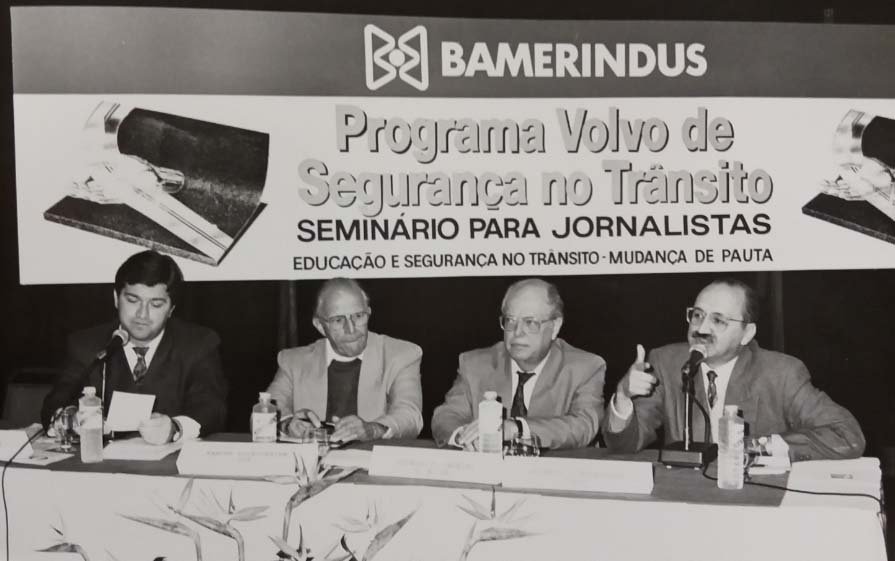 BAMERINDUS
Programa Volvo de
Segurança no Trânsito
SEMINÁRIO PARA JORNALISTAS
EDUCAÇÃO E SEGURANÇA NO TRÂNSITO - MUDANÇA DE PAUTA